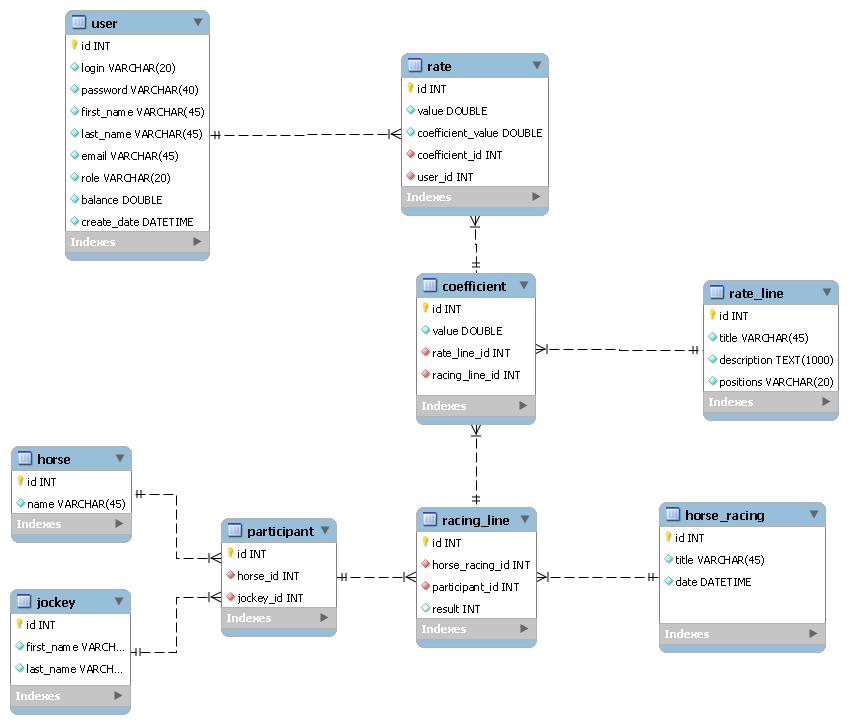 user
id INT
login VARCHAR(20)
password VARCHAR(40)
first_name VARCHAR(45)
last_name VARCHAR(45)
email VARCHAR(45)
role VARCHAR(20)
balance DOUBLE
create_date DATETIME
Indexes
rate
id INT
value DOUBLE
coefficient_value DOUBLE
coefficient_id INT
user_id INT
Indexes
coefficient
id INT
value DOUBLE
rate_line_id INT
racing_line_id INT
Indexes
rate_line
id INT
title VARCHAR(45)
description TEXT(1000)
positions VARCHAR(20)
Indexes
horse
id INT
name VARCHAR(45)
Indexes
jockey
id INT
first_name VARCH...
last_name VARCH...
Indexes
participant
id INT
horse_id INT
jockey_id INT
Indexes
racing_line
id INT
horse_racing_id INT
participant_id INT
result INT
Indexes
horse_racing
id INT
title VARCHAR(45)
date DATETIME
Indexes